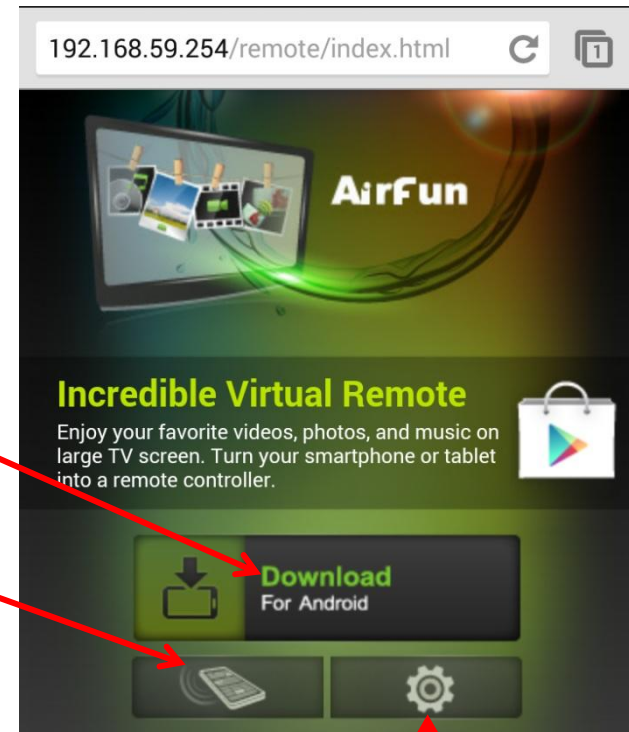 192.168.59.254/remote/index.html
1
AirFun
Incredible Virtual Remote
Enjoy your favorite videos, photos, and music on
large TV screen. Turn your smartphone or tablet
into a remote controller.
Download
For Android